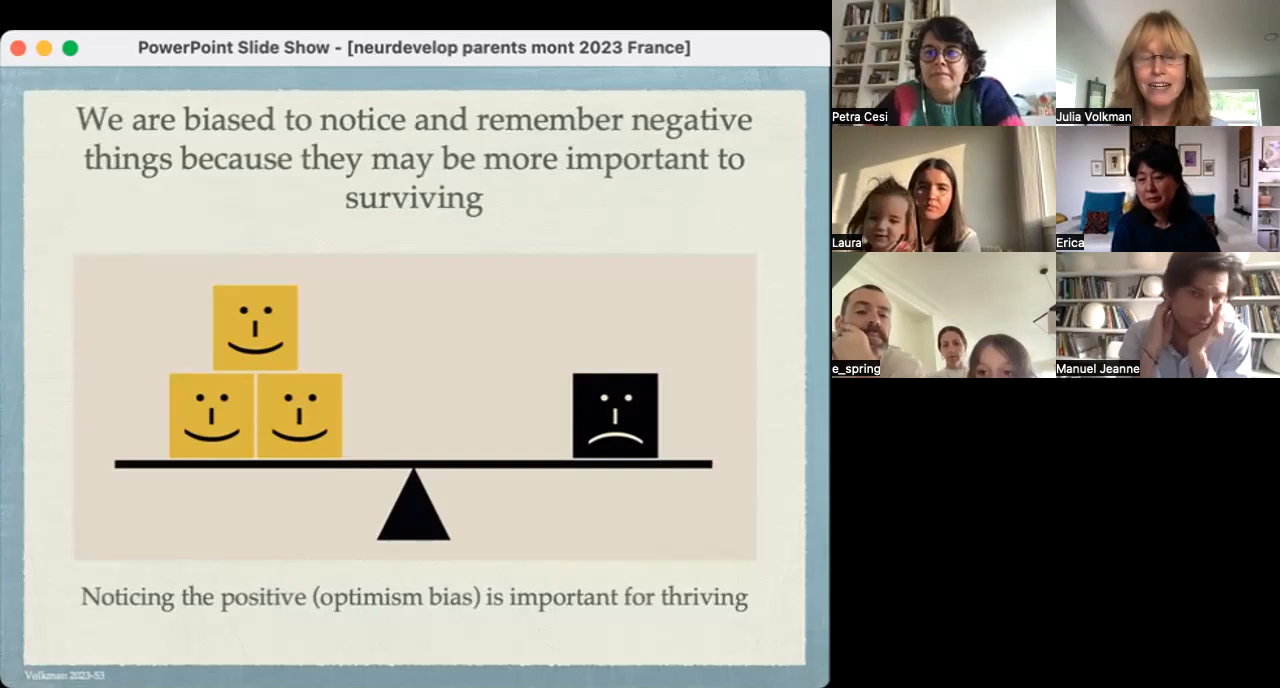 PowerPoint Slide Show - [neurdevelop parents mont 2023 France]
We are biased to notice and remember negative
things because they may be more important to
surviving
Noticing the positive (optimism bias) is important for thriving
Volkman 2023-53
Petra Cesi
Julia Volkman
Laura
Erica
e_spring
Manuel Jeanne